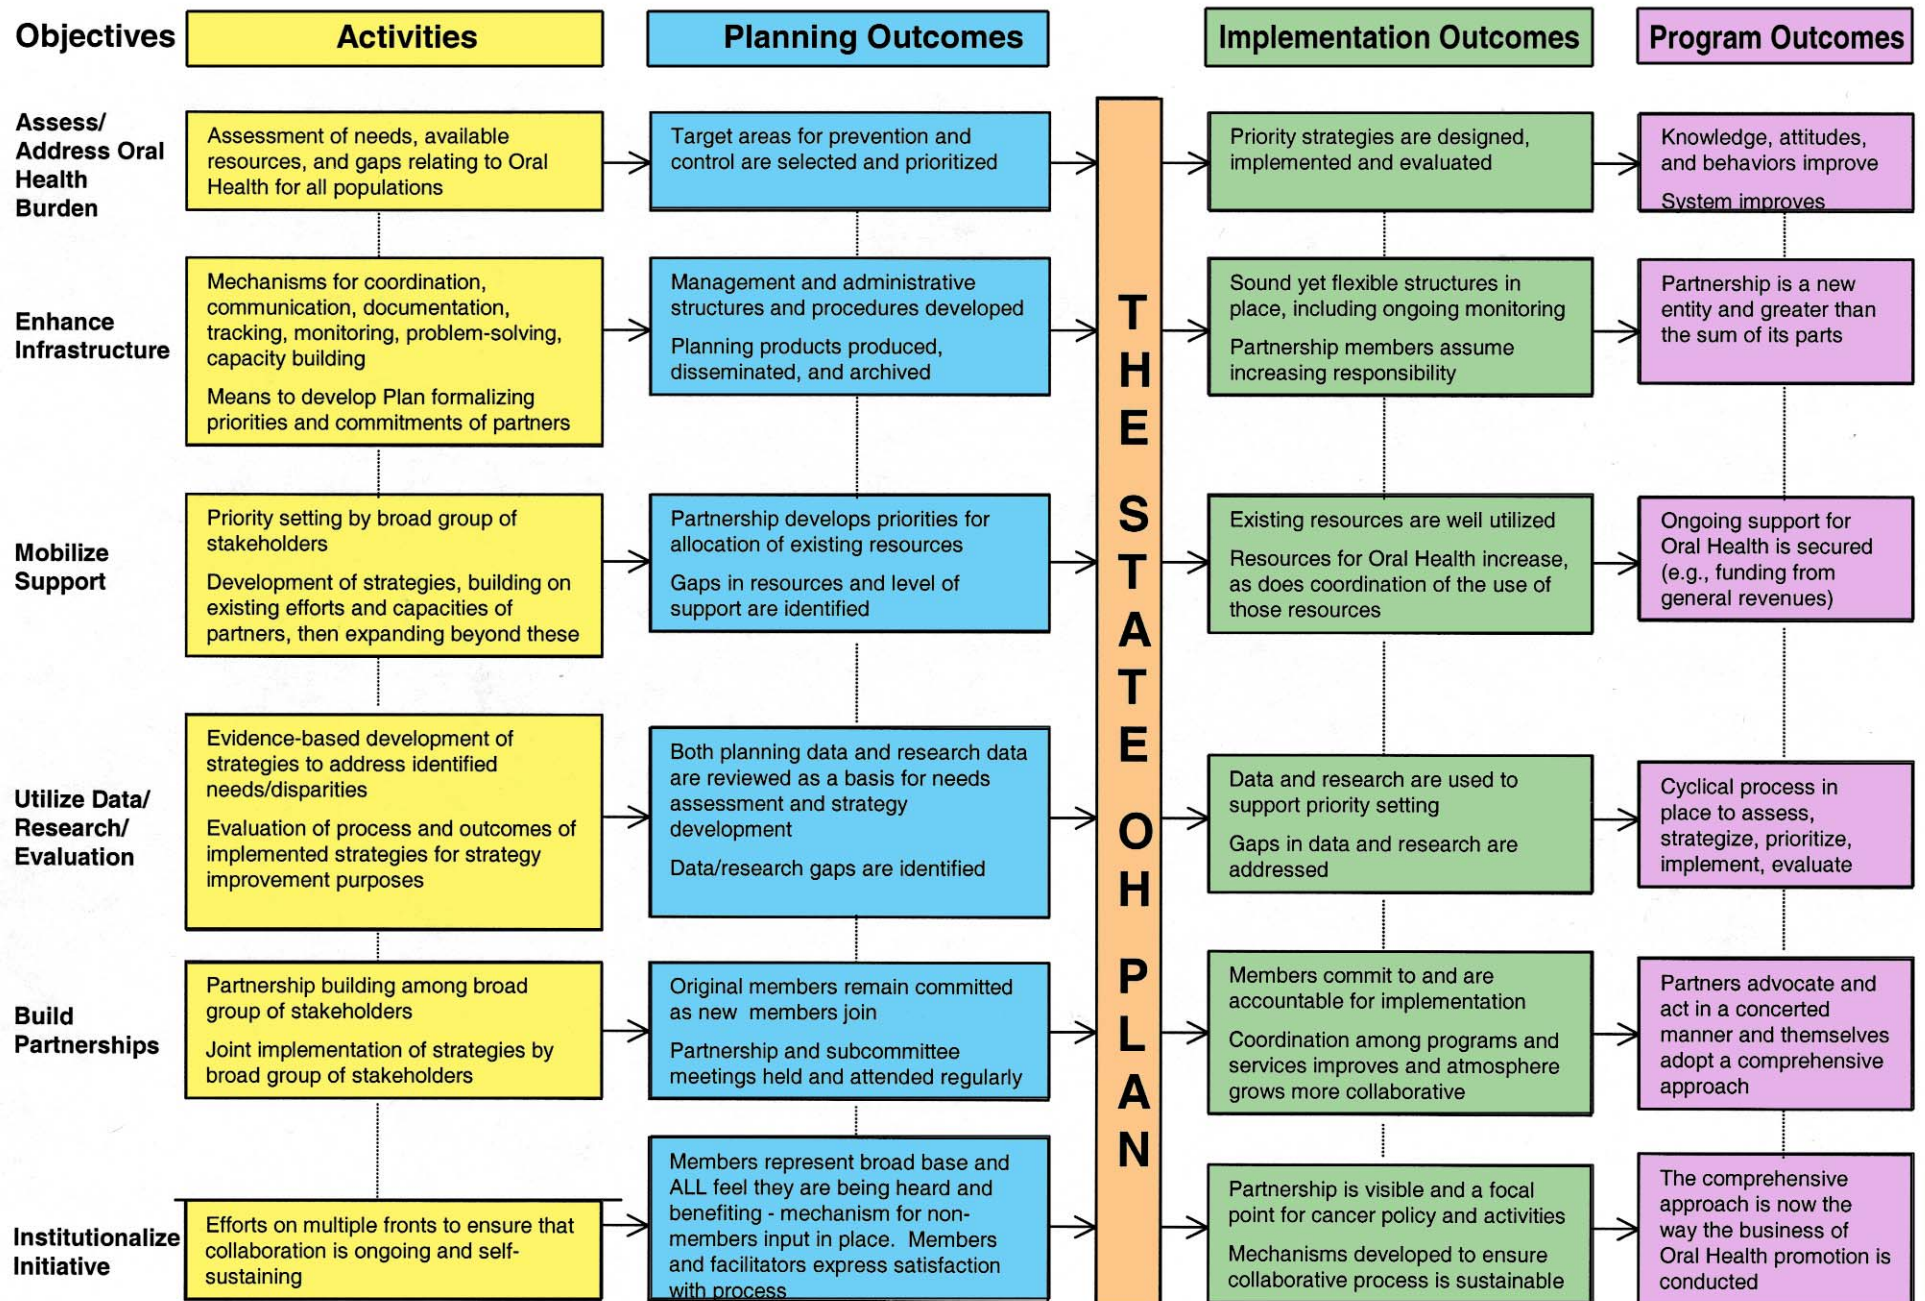 Objectives
Activities
Planning Outcomes
Implementation Outcomes
Program Outcomes
Assess/
Address Oral
Health
Burden
Assessment of needs, available
resources, and gaps relating to Oral
Health for all populations
Target areas for prevention and
control are selected and prioritized
Priority strategies are designed,
implemented and evaluated
Knowledge, attitudes,
and behaviors improve
System improves
Enhance
Infrastructure
Mechanisms for coordination,
communication, documentation,
tracking, monitoring, problem-solving,
capacity building
Means to develop Plan formalizing
priorities and commitments of partners
Management and administrative
structures and procedures developed
Planning products produced,
disseminated, and archived
Sound yet flexible structures in
place, including ongoing monitoring
Partnership members assume
increasing responsibility
Partnership is a new
entity and greater than
the sum of its parts
Mobilize
Support
Priority setting by broad group of
stakeholders
Development of strategies, building on
existing efforts and capacities of
partners, then expanding beyond these
Partnership develops priorities for
allocation of existing resources
Gaps in resources and level of
support are identified
THE STATE OH PLAN
Existing resources are well utilized
Resources for Oral Health increase,
as does coordination of the use of
those resources
Ongoing support for
Oral Health is secured
(e.g., funding from
general revenues)
Utilize Data/
Research/
Evaluation
Evidence-based development of
strategies to address identified
needs/disparities
Evaluation of process and outcomes of
implemented strategies for strategy
improvement purposes
Both planning data and research data
are reviewed as a basis for needs
assessment and strategy
development
Data/research gaps are identified
Data and research are used to
support priority setting
Gaps in data and research are
addressed
Cyclical process in
place to assess,
strategize, prioritize,
implement, evaluate
Build
Partnerships
Partnership building among broad
group of stakeholders
Joint implementation of strategies by
broad group of stakeholders
Original members remain committed
as new members join
Partnership and subcommittee
meetings held and attended regularly
Members commit to and are
accountable for implementation
Coordination among programs and
services improves and atmosphere
grows more collaborative
Partners advocate and
act in a concerted
manner and themselves
adopt a comprehensive
approach
Institutionalize
Initiative
Efforts on multiple fronts to ensure that
collaboration is ongoing and self-
sustaining
Members represent broad base and
ALL feel they are being heard and
benefiting - mechanism for non-
members input in place. Members
and facilitators express satisfaction
with process
Partnership is visible and a focal
point for cancer policy and activities
Mechanisms developed to ensure
collaborative process is sustainable
The comprehensive
approach is now the
way the business of
Oral Health promotion is
conducted